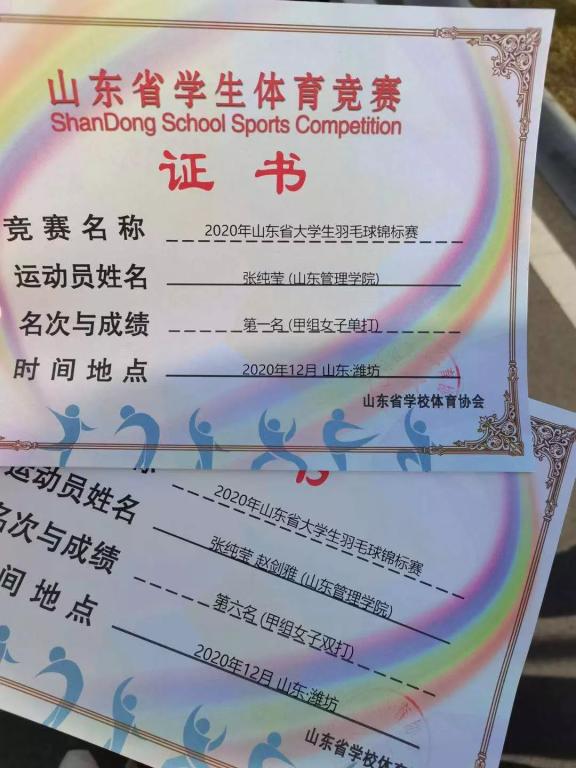 山东省学生体育竞赛
ShanDong School Sports Competition
证书
竞赛名称 2020年山东省大学生羽毛球锦标赛
运动员姓名 张纯莹 (山东管理学院)
名次与成绩 第一名 (甲组女子单打)
时间地点 2020年12月 山东·潍坊
山东省学校体育协会
2020年山东省大学生羽毛球锦标赛
运动员姓名 张纯莹 赵剑雅 (山东管理学院)
名次与成绩 第六名 (甲组女子双打)
间地点 2020年12月 山东·潍坊
山东省学校体育